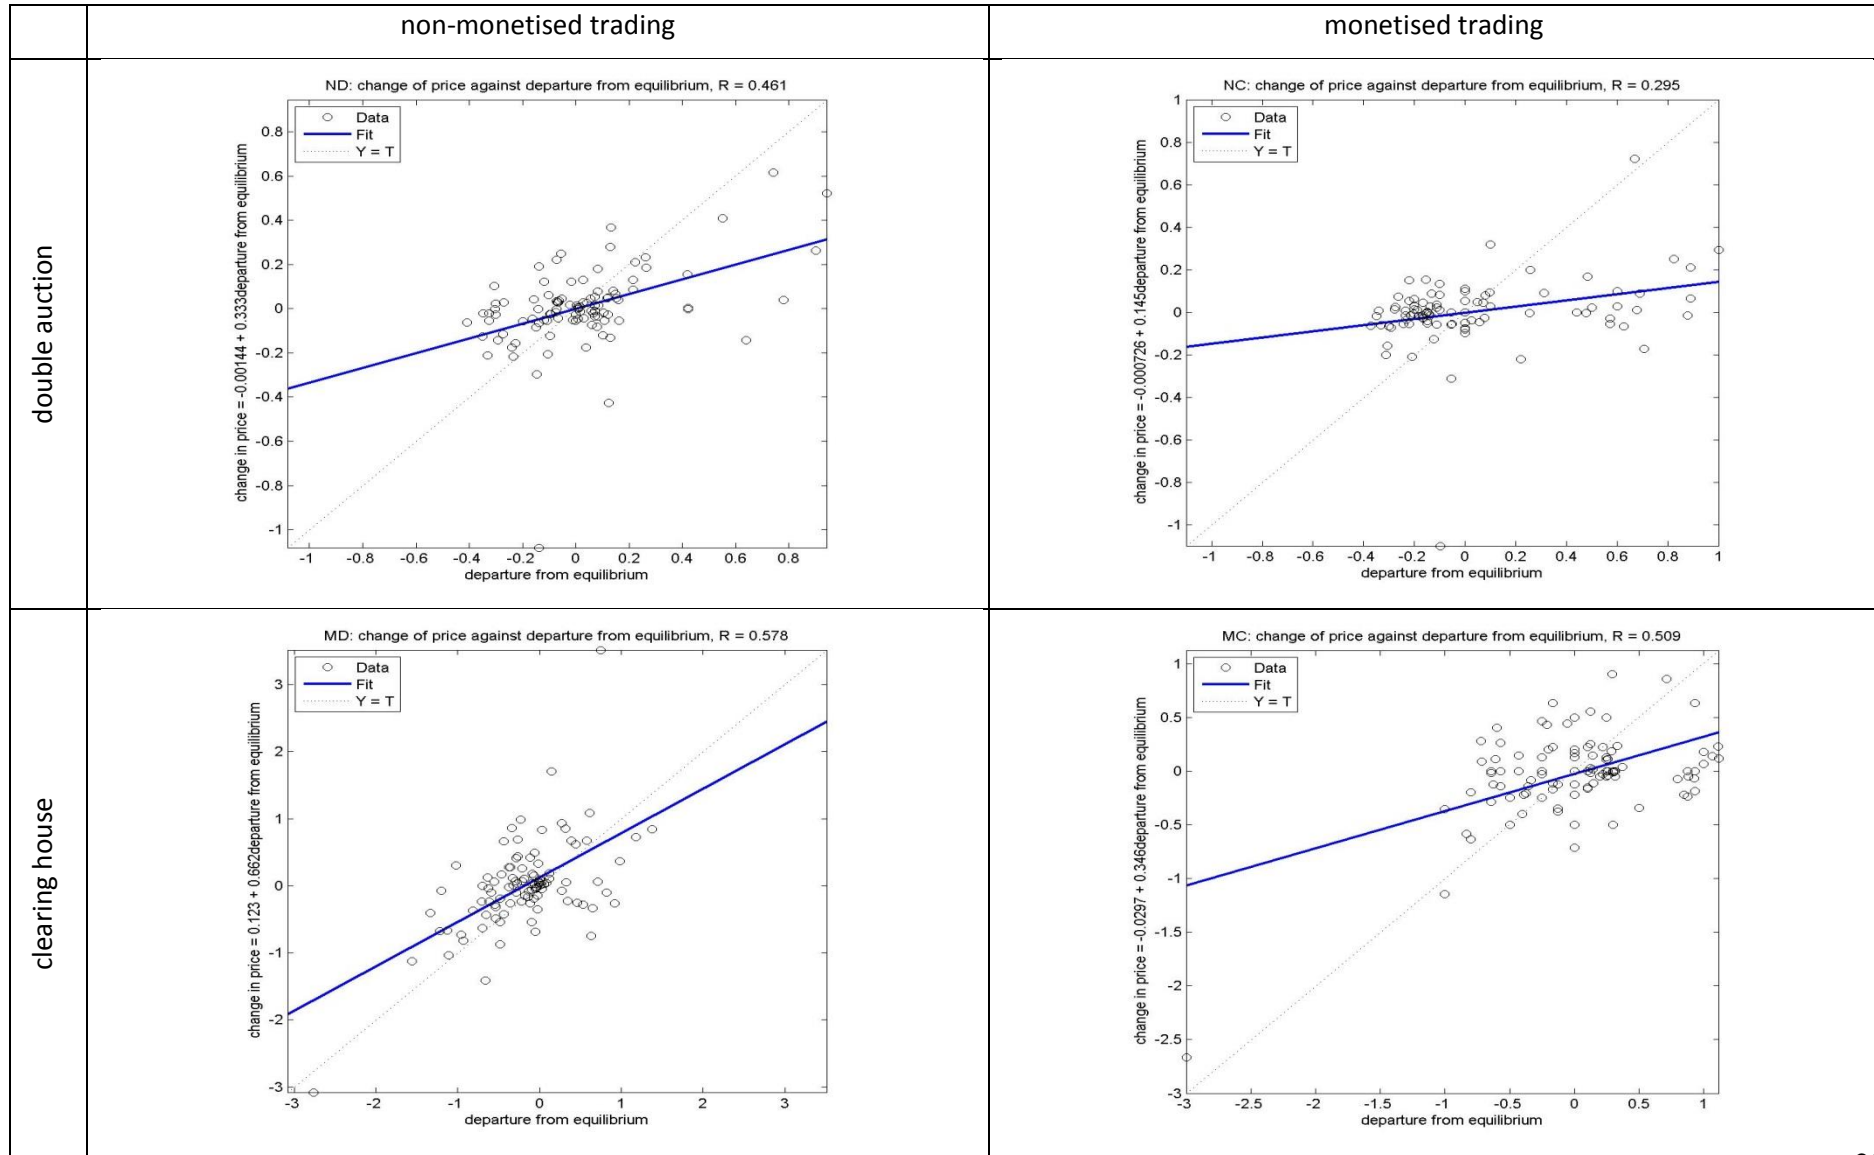 non-monetised trading
monetised trading
double auction
ND: change of price against departure from equilibrium, R = 0.461
Data
Fit
Y = T
change in price = -0.00144 + 0.333departure from equilibrium
0.8
0.6
0.4
0.2
0
-0.2
-0.4
-0.6
-0.8
-1
-1 -0.8 -0.6 -0.4 -0.2 0 0.2 0.4 0.6 0.8
departure from equilibrium
NC: change of price against departure from equilibrium, R = 0.295
Data
Fit
Y = T
change in price = -0.000726 + 0.145departure from equilibrium
1
0.8
0.6
0.4
0.2
0
-0.2
-0.4
-0.6
-0.8
-1
-1 -0.8 -0.6 -0.4 -0.2 0 0.2 0.4 0.6 0.8 1
departure from equilibrium
clearing house
MD: change of price against departure from equilibrium, R = 0.578
Data
Fit
Y = T
change in price = 0.123 + 0.662departure from equilibrium
3
2
1
0
-1
-2
-3
-3 -2 -1 0 1 2 3
departure from equilibrium
MC: change of price against departure from equilibrium, R = 0.509
Data
Fit
Y = T
change in price = -0.0297 + 0.346departure from equilibrium
1
0.5
0
-0.5
-1
-1.5
-2
-2.5
-3
-3 -2.5 -2 -1.5 -1 -0.5 0 0.5 1
departure from equilibrium